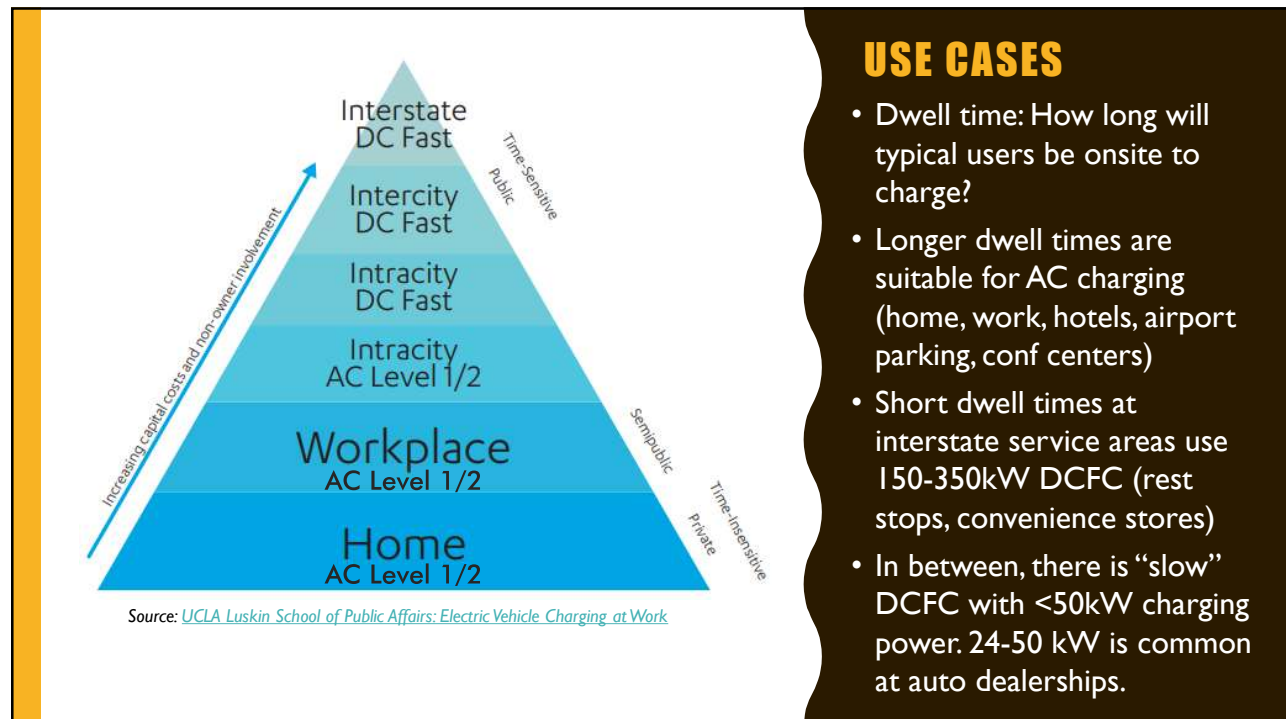 Interstate
DC Fast
Intercity
DC Fast
Intracity
DC Fast
Intracity
AC Level 1/2
Workplace
AC Level 1/2
Home
AC Level 1/2
Increasing capital costs and non-owner involvement
Time-Sensitive
Public
Semipublic
Time-Insensitive
Private
Source: UCLA Luskin School of Public Affairs: Electric Vehicle Charging at Work
USE CASES
• Dwell time: How long will
typical users be onsite to
charge?
• Longer dwell times are
suitable for AC charging
(home, work, hotels, airport
parking, conf centers)
• Short dwell times at
interstate service areas use
150-350kW DCFC (rest
stops, convenience stores)
• In between, there is “slow”
DCFC with <50kW charging
power. 24-50 kW is common
at auto dealerships.